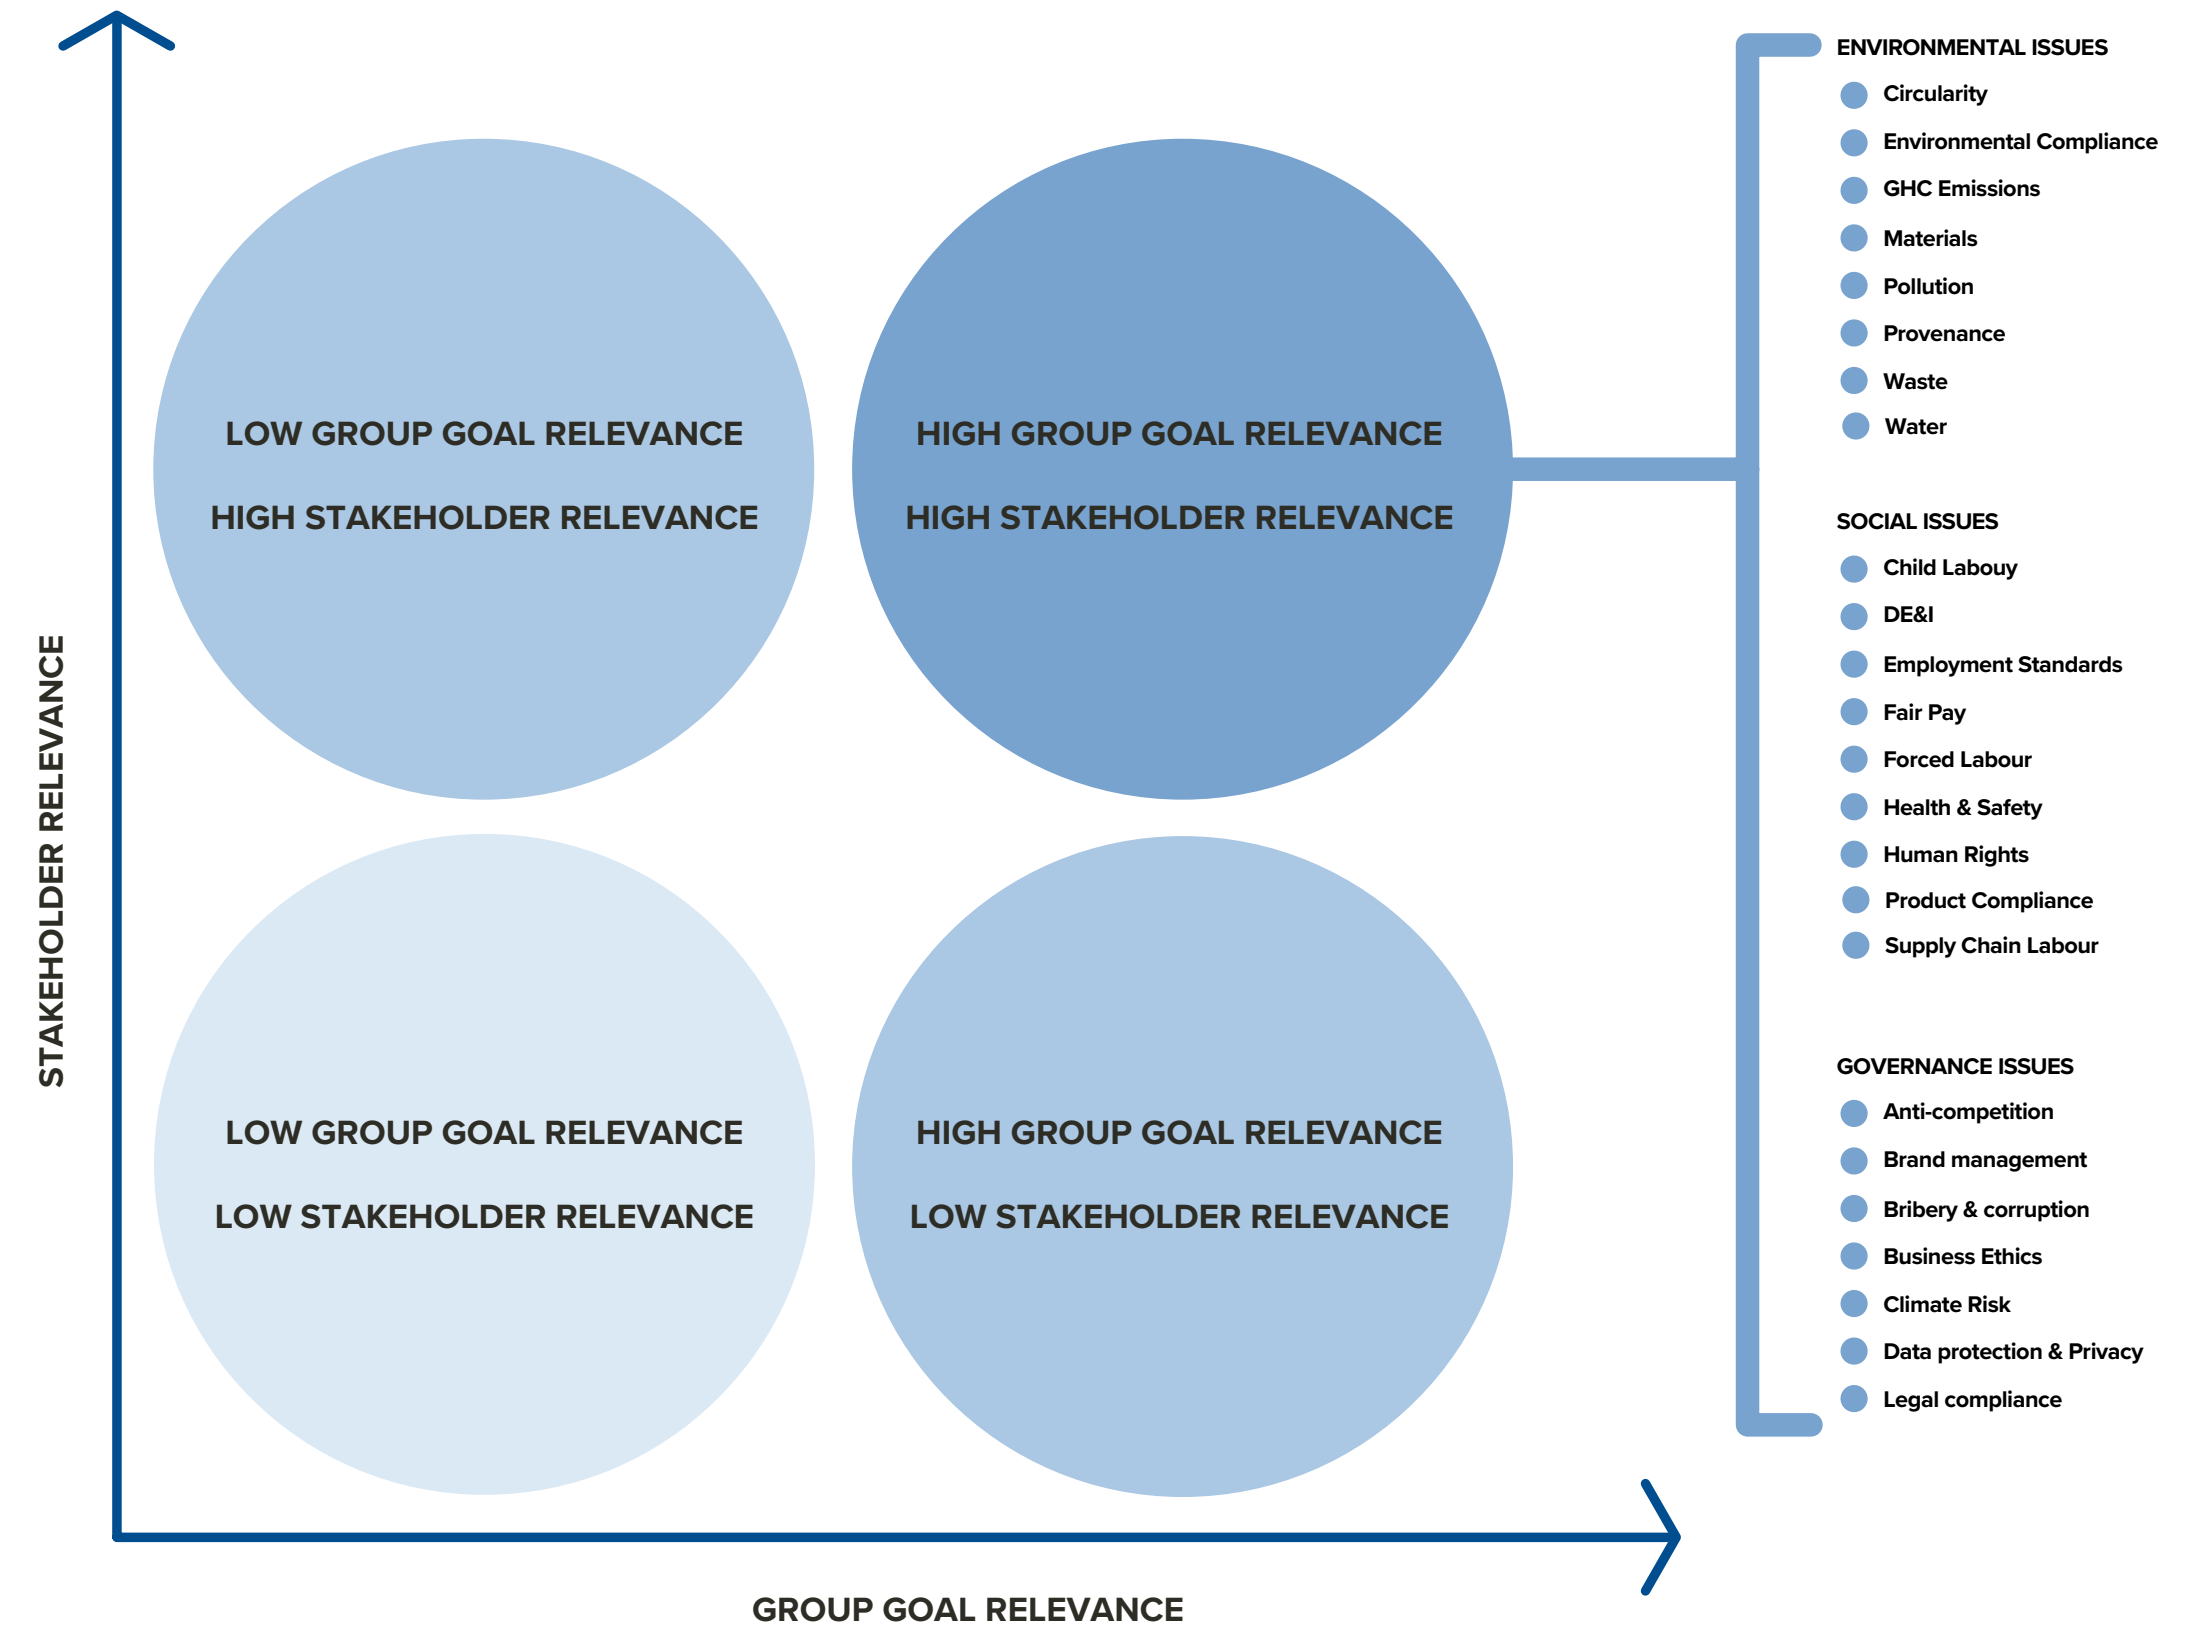 STAKEHOLDER RELEVANCE
LOW GROUP GOAL RELEVANCE
HIGH STAKEHOLDER RELEVANCE
HIGH GROUP GOAL RELEVANCE
HIGH STAKEHOLDER RELEVANCE
LOW GROUP GOAL RELEVANCE
LOW STAKEHOLDER RELEVANCE
HIGH GROUP GOAL RELEVANCE
LOW STAKEHOLDER RELEVANCE
GROUP GOAL RELEVANCE
ENVIRONMENTAL ISSUES
Circularity
Environmental Compliance
GHC Emissions
Materials
Pollution
Provenance
Waste
Water
SOCIAL ISSUES
Child Labouy
DE&I
Employment Standards
Fair Pay
Forced Labour
Health & Safety
Human Rights
Product Compliance
Supply Chain Labour
GOVERNANCE ISSUES
Anti-competition
Brand management
Bribery & corruption
Business Ethics
Climate Risk
Data protection & Privacy
Legal compliance